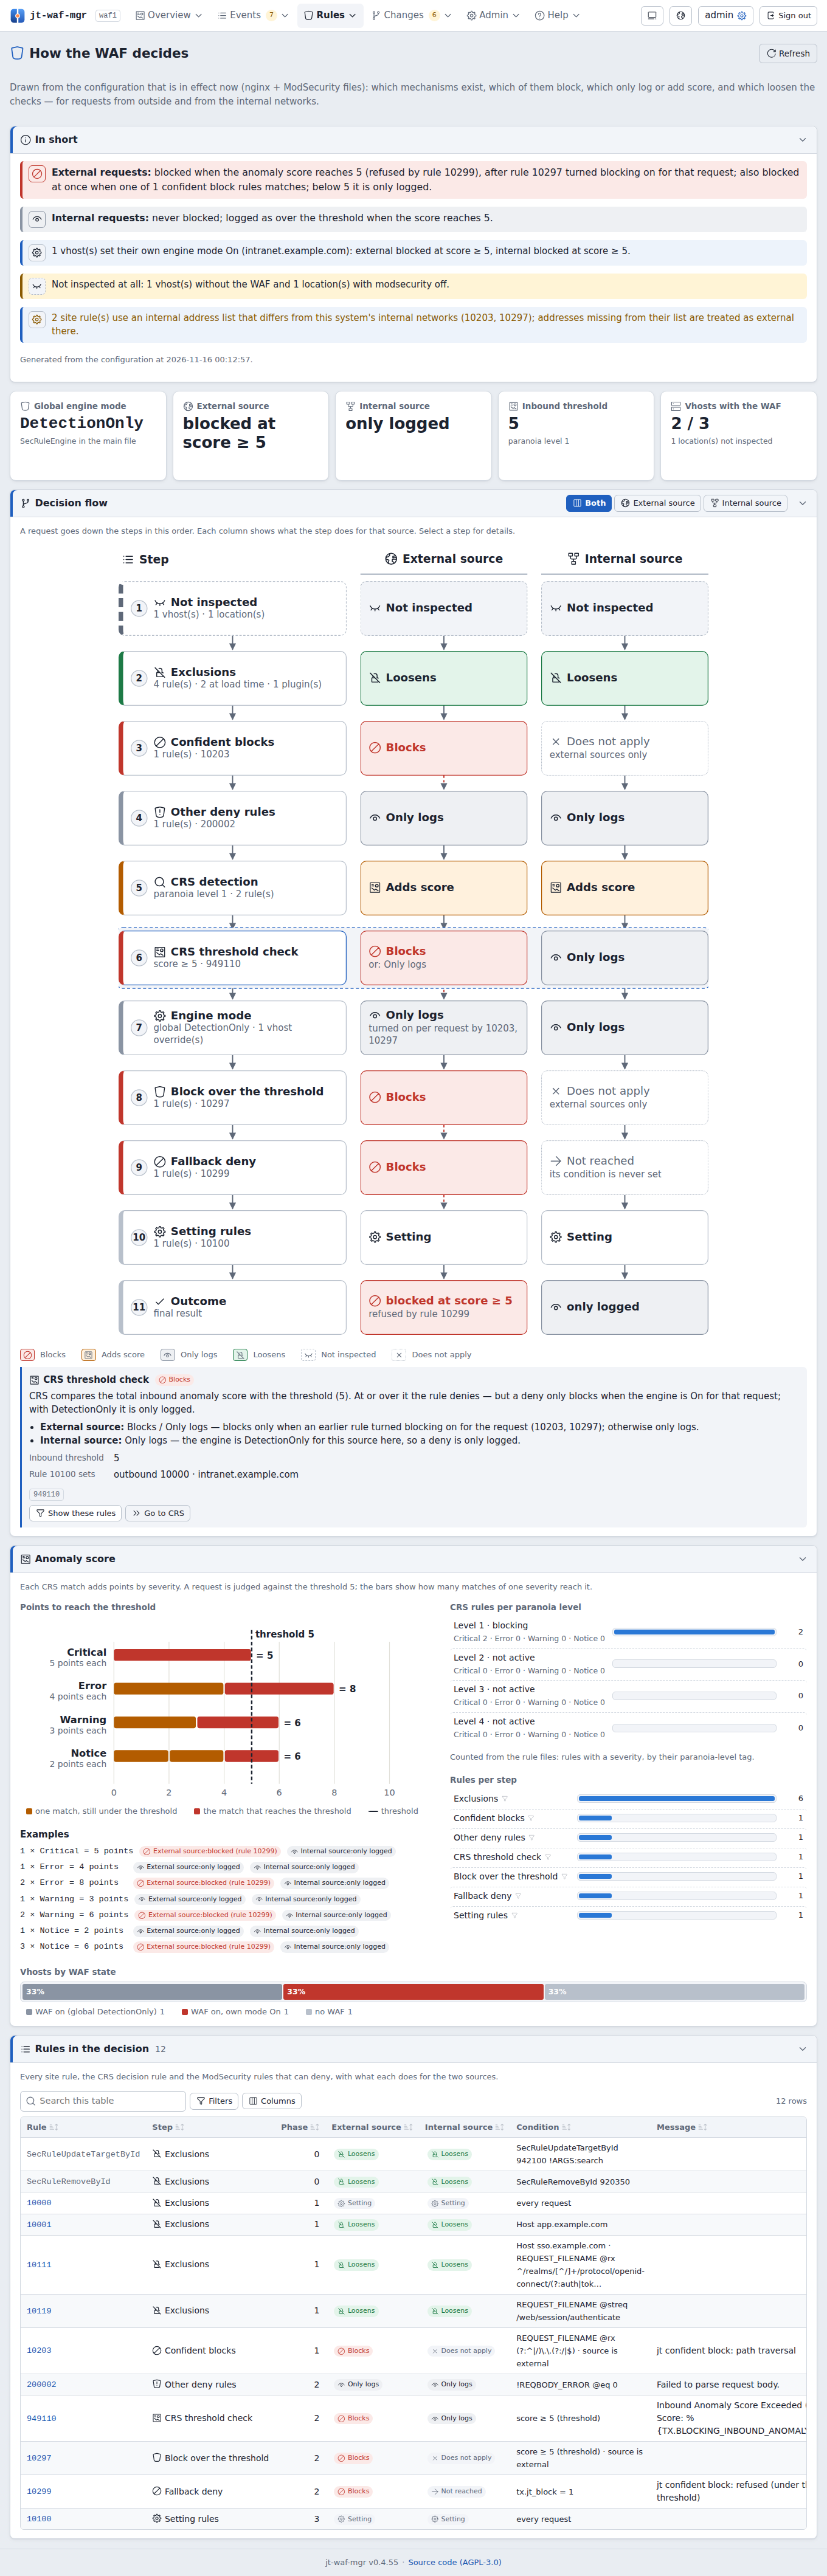 jt-waf-mgr waf1 Overview Events 7 Rules Changes 6 Admin Help admin Sign out
How the WAF decides Refresh
Drawn from the configuration that is in effect now (nginx + ModSecurity files): which mechanisms exist, which of them block, which only log or add score, and which loosen the
checks — for requests from outside and from the internal networks.
In short
External requests: blocked when the anomaly score reaches 5 (refused by rule 10299), after rule 10297 turned blocking on for that request; also blocked
at once when one of 1 confident block rules matches; below 5 it is only logged.
Internal requests: never blocked; logged as over the threshold when the score reaches 5.
1 vhost(s) set their own engine mode On (intranet.example.com): external blocked at score ≥ 5, internal blocked at score ≥ 5.
Not inspected at all: 1 vhost(s) without the WAF and 1 location(s) with modsecurity off.
2 site rule(s) use an internal address list that differs from this system's internal networks (10203, 10297); addresses missing from their list are treated as external
there.
Generated from the configuration at 2026-11-16 00:12:57.
Global engine mode
DetectionOnly
SecRuleEngine in the main file
External source
blocked at
score ≥ 5
Internal source
only logged
Inbound threshold
5
paranoia level 1
Vhosts with the WAF
2 / 3
1 location(s) not inspected
Decision flow Both External source Internal source
A request goes down the steps in this order. Each column shows what the step does for that source. Select a step for details.
Step External source Internal source
1 Not inspected
1 vhost(s) · 1 location(s)
Not inspected
Not inspected
2 Exclusions
4 rule(s) · 2 at load time · 1 plugin(s)
Loosens
Loosens
3 Confident blocks
1 rule(s) · 10203
Blocks
Does not apply
external sources only
4 Other deny rules
1 rule(s) · 200002
Only logs
Only logs
5 CRS detection
paranoia level 1 · 2 rule(s)
Adds score
Adds score
6 CRS threshold check
score ≥ 5 · 949110
Blocks
or: Only logs
Only logs
7 Engine mode
global DetectionOnly · 1 vhost
override(s)
Only logs
turned on per request by 10203,
10297
Only logs
8 Block over the threshold
1 rule(s) · 10297
Blocks
Does not apply
external sources only
9 Fallback deny
1 rule(s) · 10299
Blocks
Not reached
its condition is never set
10 Setting rules
1 rule(s) · 10100
Setting
Setting
11 Outcome
final result
blocked at score ≥ 5
refused by rule 10299
only logged
Blocks Adds score Only logs Loosens Not inspected Does not apply
CRS threshold check Blocks
CRS compares the total inbound anomaly score with the threshold (5). At or over it the rule denies — but a deny only blocks when the engine is On for that request;
with DetectionOnly it is only logged.
• External source: Blocks / Only logs — blocks only when an earlier rule turned blocking on for the request (10203, 10297); otherwise only logs.
• Internal source: Only logs — the engine is DetectionOnly for this source here, so a deny is only logged.
Inbound threshold 5
Rule 10100 sets outbound 10000 · intranet.example.com
949110
Show these rules Go to CRS
Anomaly score
Each CRS match adds points by severity. A request is judged against the threshold 5; the bars show how many matches of one severity reach it.
Points to reach the threshold
threshold 5
Critical
5 points each
= 5
Error
4 points each
= 8
Warning
3 points each
= 6
Notice
2 points each
= 6
0 2 4 6 8 10
one match, still under the threshold the match that reaches the threshold threshold
Examples
1 × Critical = 5 points External source:blocked (rule 10299) Internal source:only logged
1 × Error = 4 points External source:only logged Internal source:only logged
2 × Error = 8 points External source:blocked (rule 10299) Internal source:only logged
1 × Warning = 3 points External source:only logged Internal source:only logged
2 × Warning = 6 points External source:blocked (rule 10299) Internal source:only logged
1 × Notice = 2 points External source:only logged Internal source:only logged
3 × Notice = 6 points External source:blocked (rule 10299) Internal source:only logged
CRS rules per paranoia level
Level 1 · blocking
Critical 2 · Error 0 · Warning 0 · Notice 0
2
Level 2 · not active
Critical 0 · Error 0 · Warning 0 · Notice 0
0
Level 3 · not active
Critical 0 · Error 0 · Warning 0 · Notice 0
0
Level 4 · not active
Critical 0 · Error 0 · Warning 0 · Notice 0
0
Counted from the rule files: rules with a severity, by their paranoia-level tag.
Rules per step
Exclusions 6
Confident blocks 1
Other deny rules 1
CRS threshold check 1
Block over the threshold 1
Fallback deny 1
Setting rules 1
Vhosts by WAF state
33% 33% 33%
WAF on (global DetectionOnly) 1 WAF on, own mode On 1 no WAF 1
Rules in the decision 12
Every site rule, the CRS decision rule and the ModSecurity rules that can deny, with what each does for the two sources.
Search this table Filters Columns 12 rows
Rule Step Phase External source Internal source Condition Message
SecRuleUpdateTargetById Exclusions 0 Loosens Loosens SecRuleUpdateTargetById
942100 !ARGS:search
SecRuleRemoveById Exclusions 0 Loosens Loosens SecRuleRemoveById 920350
10000 Exclusions 1 Setting Setting every request
10001 Exclusions 1 Loosens Loosens Host app.example.com
10111 Exclusions 1 Loosens Loosens Host sso.example.com ·
REQUEST_FILENAME @rx
^/realms/[^/]+/protocol/openid-
connect/(?:auth|tok…
10119 Exclusions 1 Loosens Loosens REQUEST_FILENAME @streq
/web/session/authenticate
10203 Confident blocks 1 Blocks Does not apply REQUEST_FILENAME @rx
(?:^|/)\.\.(?:/|$) · source is
external
jt confident block: path traversal
200002 Other deny rules 2 Only logs Only logs !REQBODY_ERROR @eq 0 Failed to parse request body.
949110 CRS threshold check 2 Blocks Only logs score ≥ 5 (threshold) Inbound Anomaly Score Exceeded (
Score: %
{TX.BLOCKING_INBOUND_ANOMAL
10297 Block over the threshold 2 Blocks Does not apply score ≥ 5 (threshold) · source is
external
10299 Fallback deny 2 Blocks Not reached tx.jt_block = 1 jt confident block: refused (under th
threshold)
10100 Setting rules 3 Setting Setting every request
jt-waf-mgr v0.4.55 · Source code (AGPL-3.0)